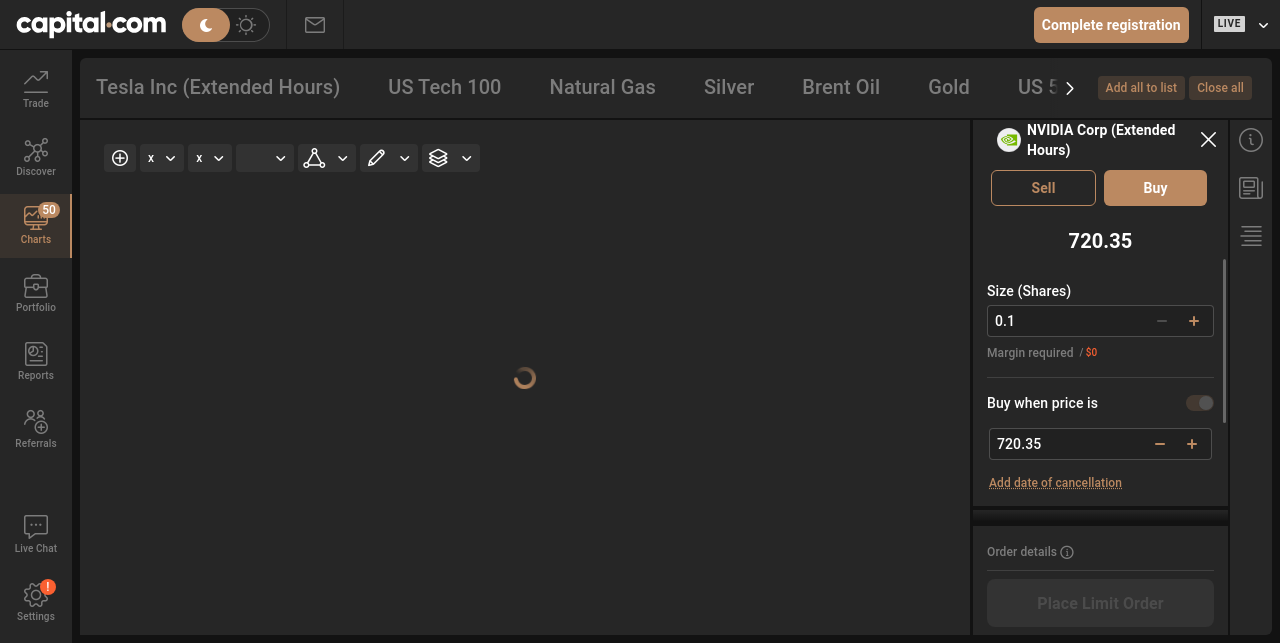 capital.com
Complete registration
LIVE
Trade
Discover
50
Charts
Portfolio
Reports
Referrals
Live Chat
!
Settings
Tesla Inc (Extended Hours)
US Tech 100
Natural Gas
Silver
Brent Oil
Gold
US 5
Add all to list
Close all
x
x
NVIDIA Corp (Extended
Hours)
Sell
Buy
720.35
Size (Shares)
0.1
Margin required / $0
Buy when price is
720.35
Add date of cancellation
Order details
Place Limit Order